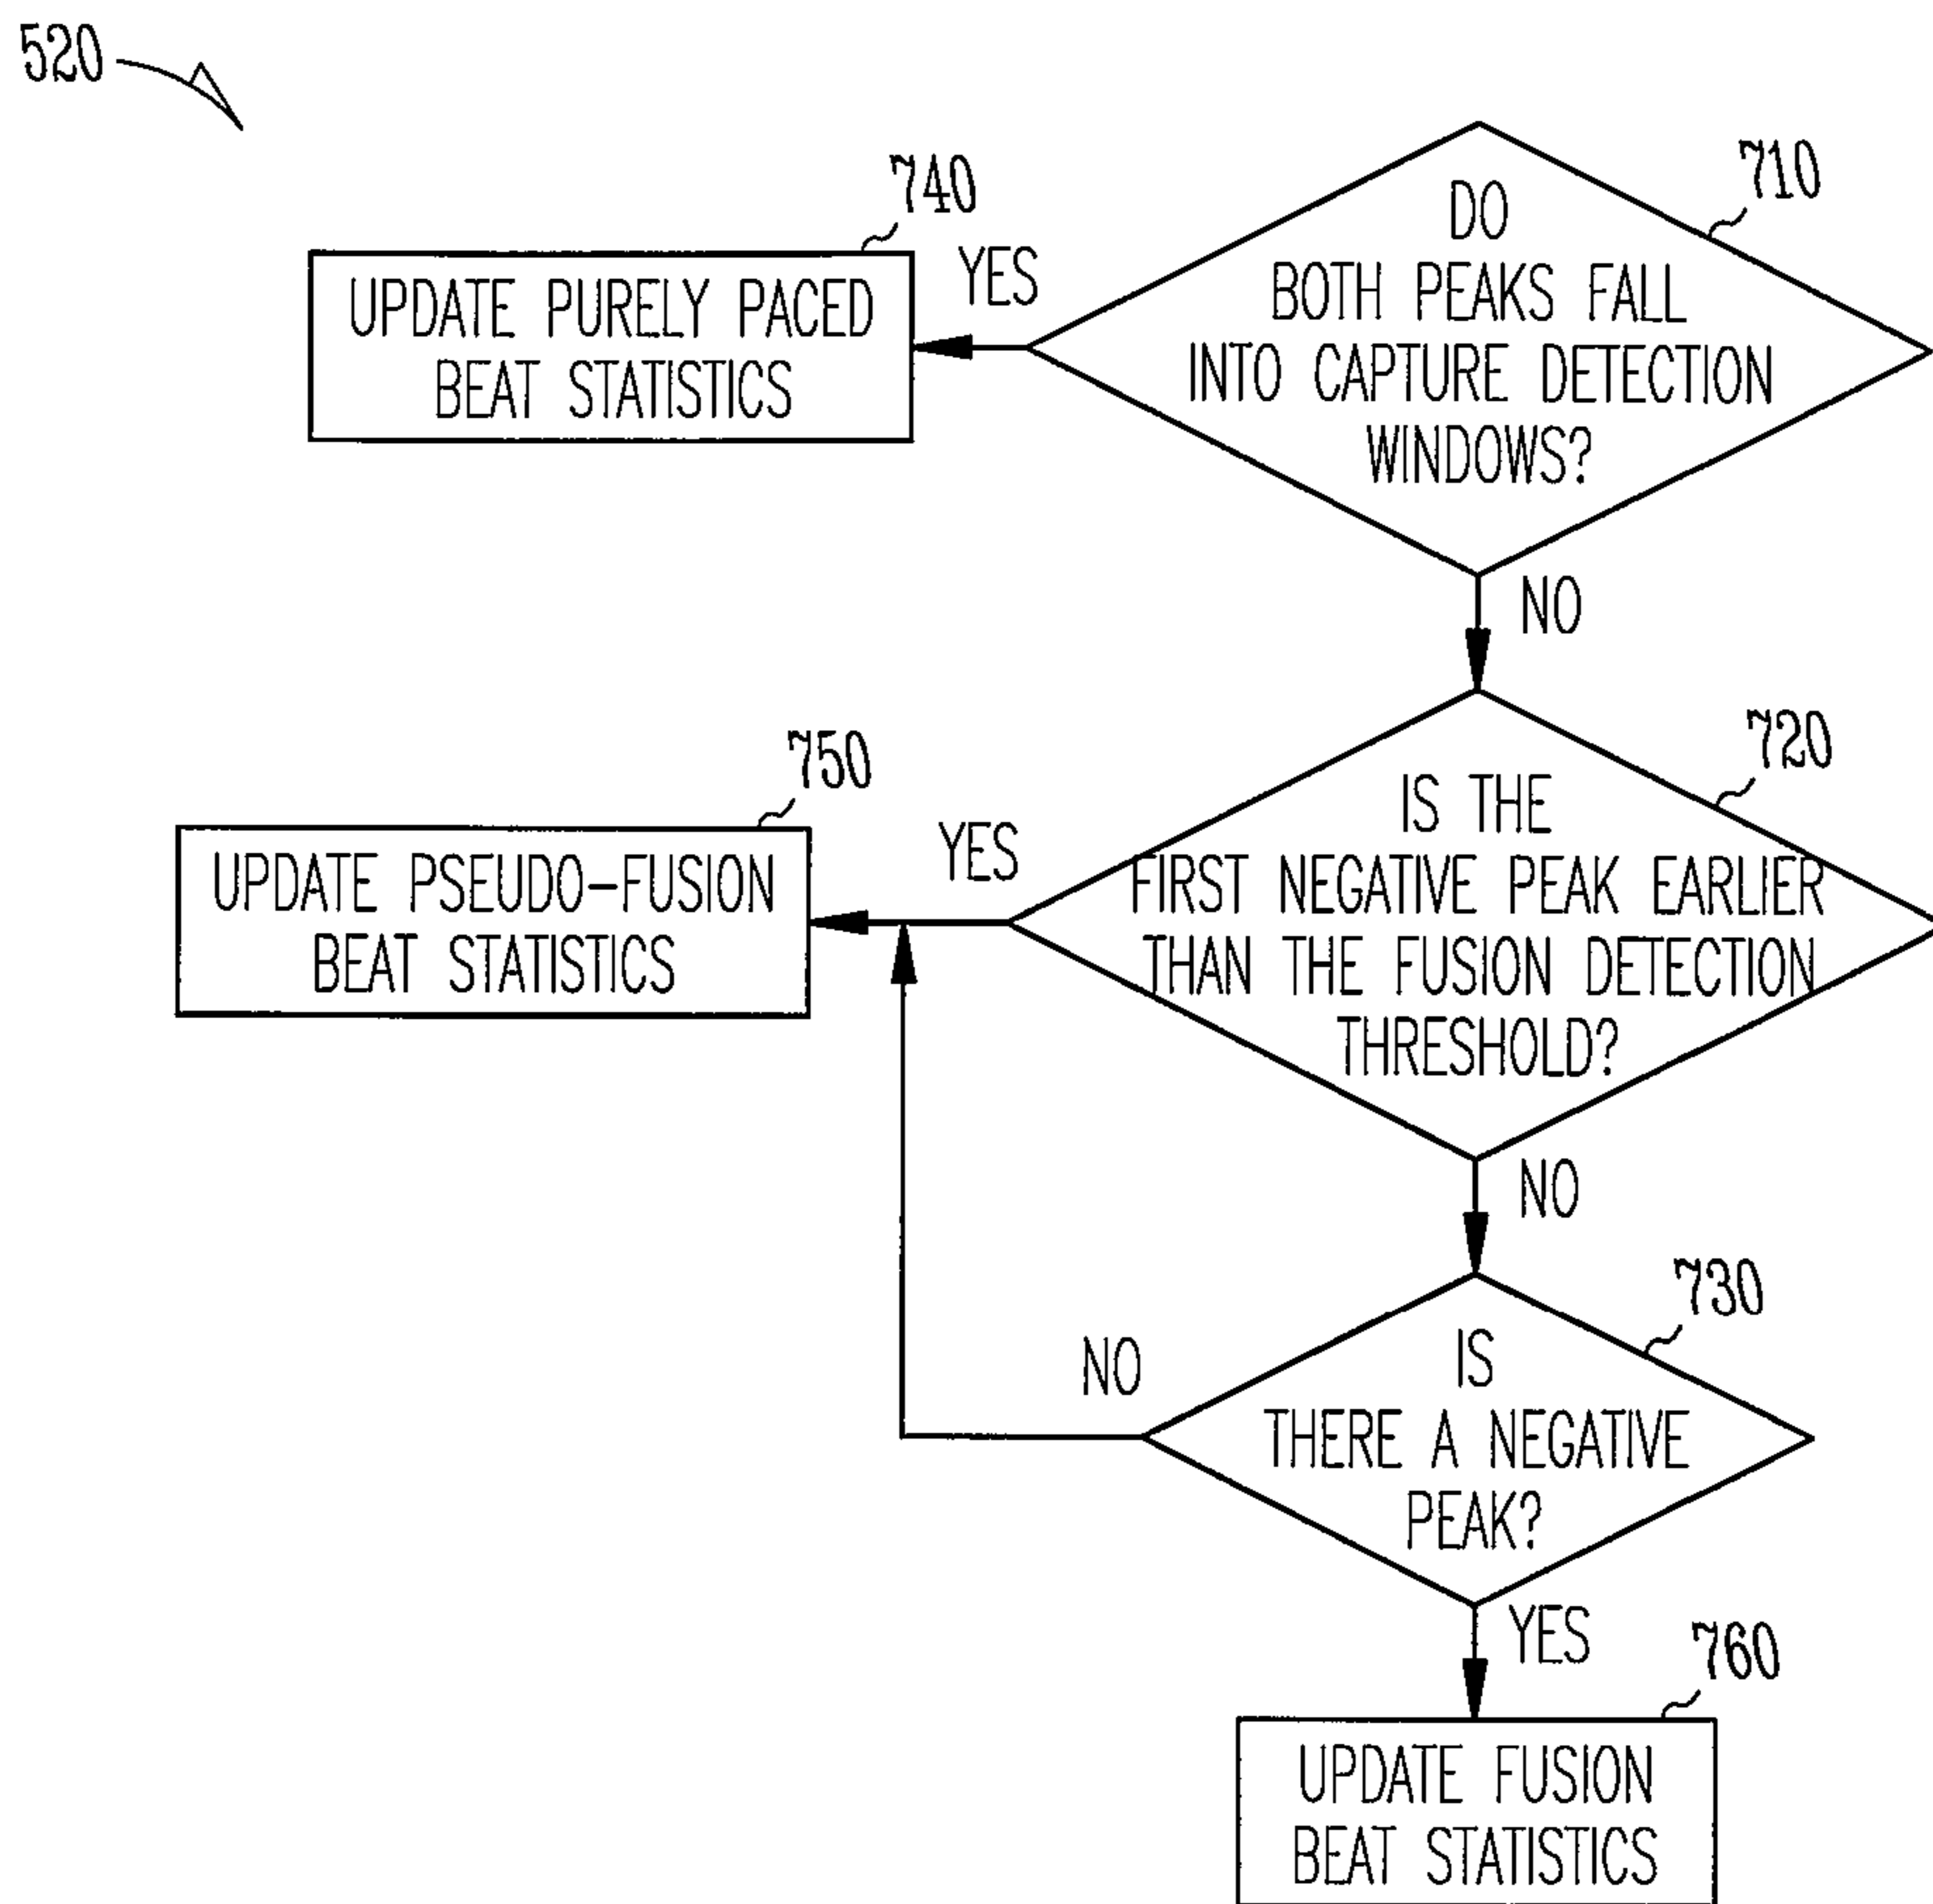 520
710
DO
BOTH PEAKS FALL
INTO CAPTURE DETECTION
WINDOWS?
YES
740
UPDATE PURELY PACED
BEAT STATISTICS
NO
720
IS THE
FIRST NEGATIVE PEAK EARLIER
THAN THE FUSION DETECTION
THRESHOLD?
YES
750
UPDATE PSEUDO-FUSION
BEAT STATISTICS
NO
730
IS
THERE A NEGATIVE
PEAK?
NO
YES
760
UPDATE FUSION
BEAT STATISTICS